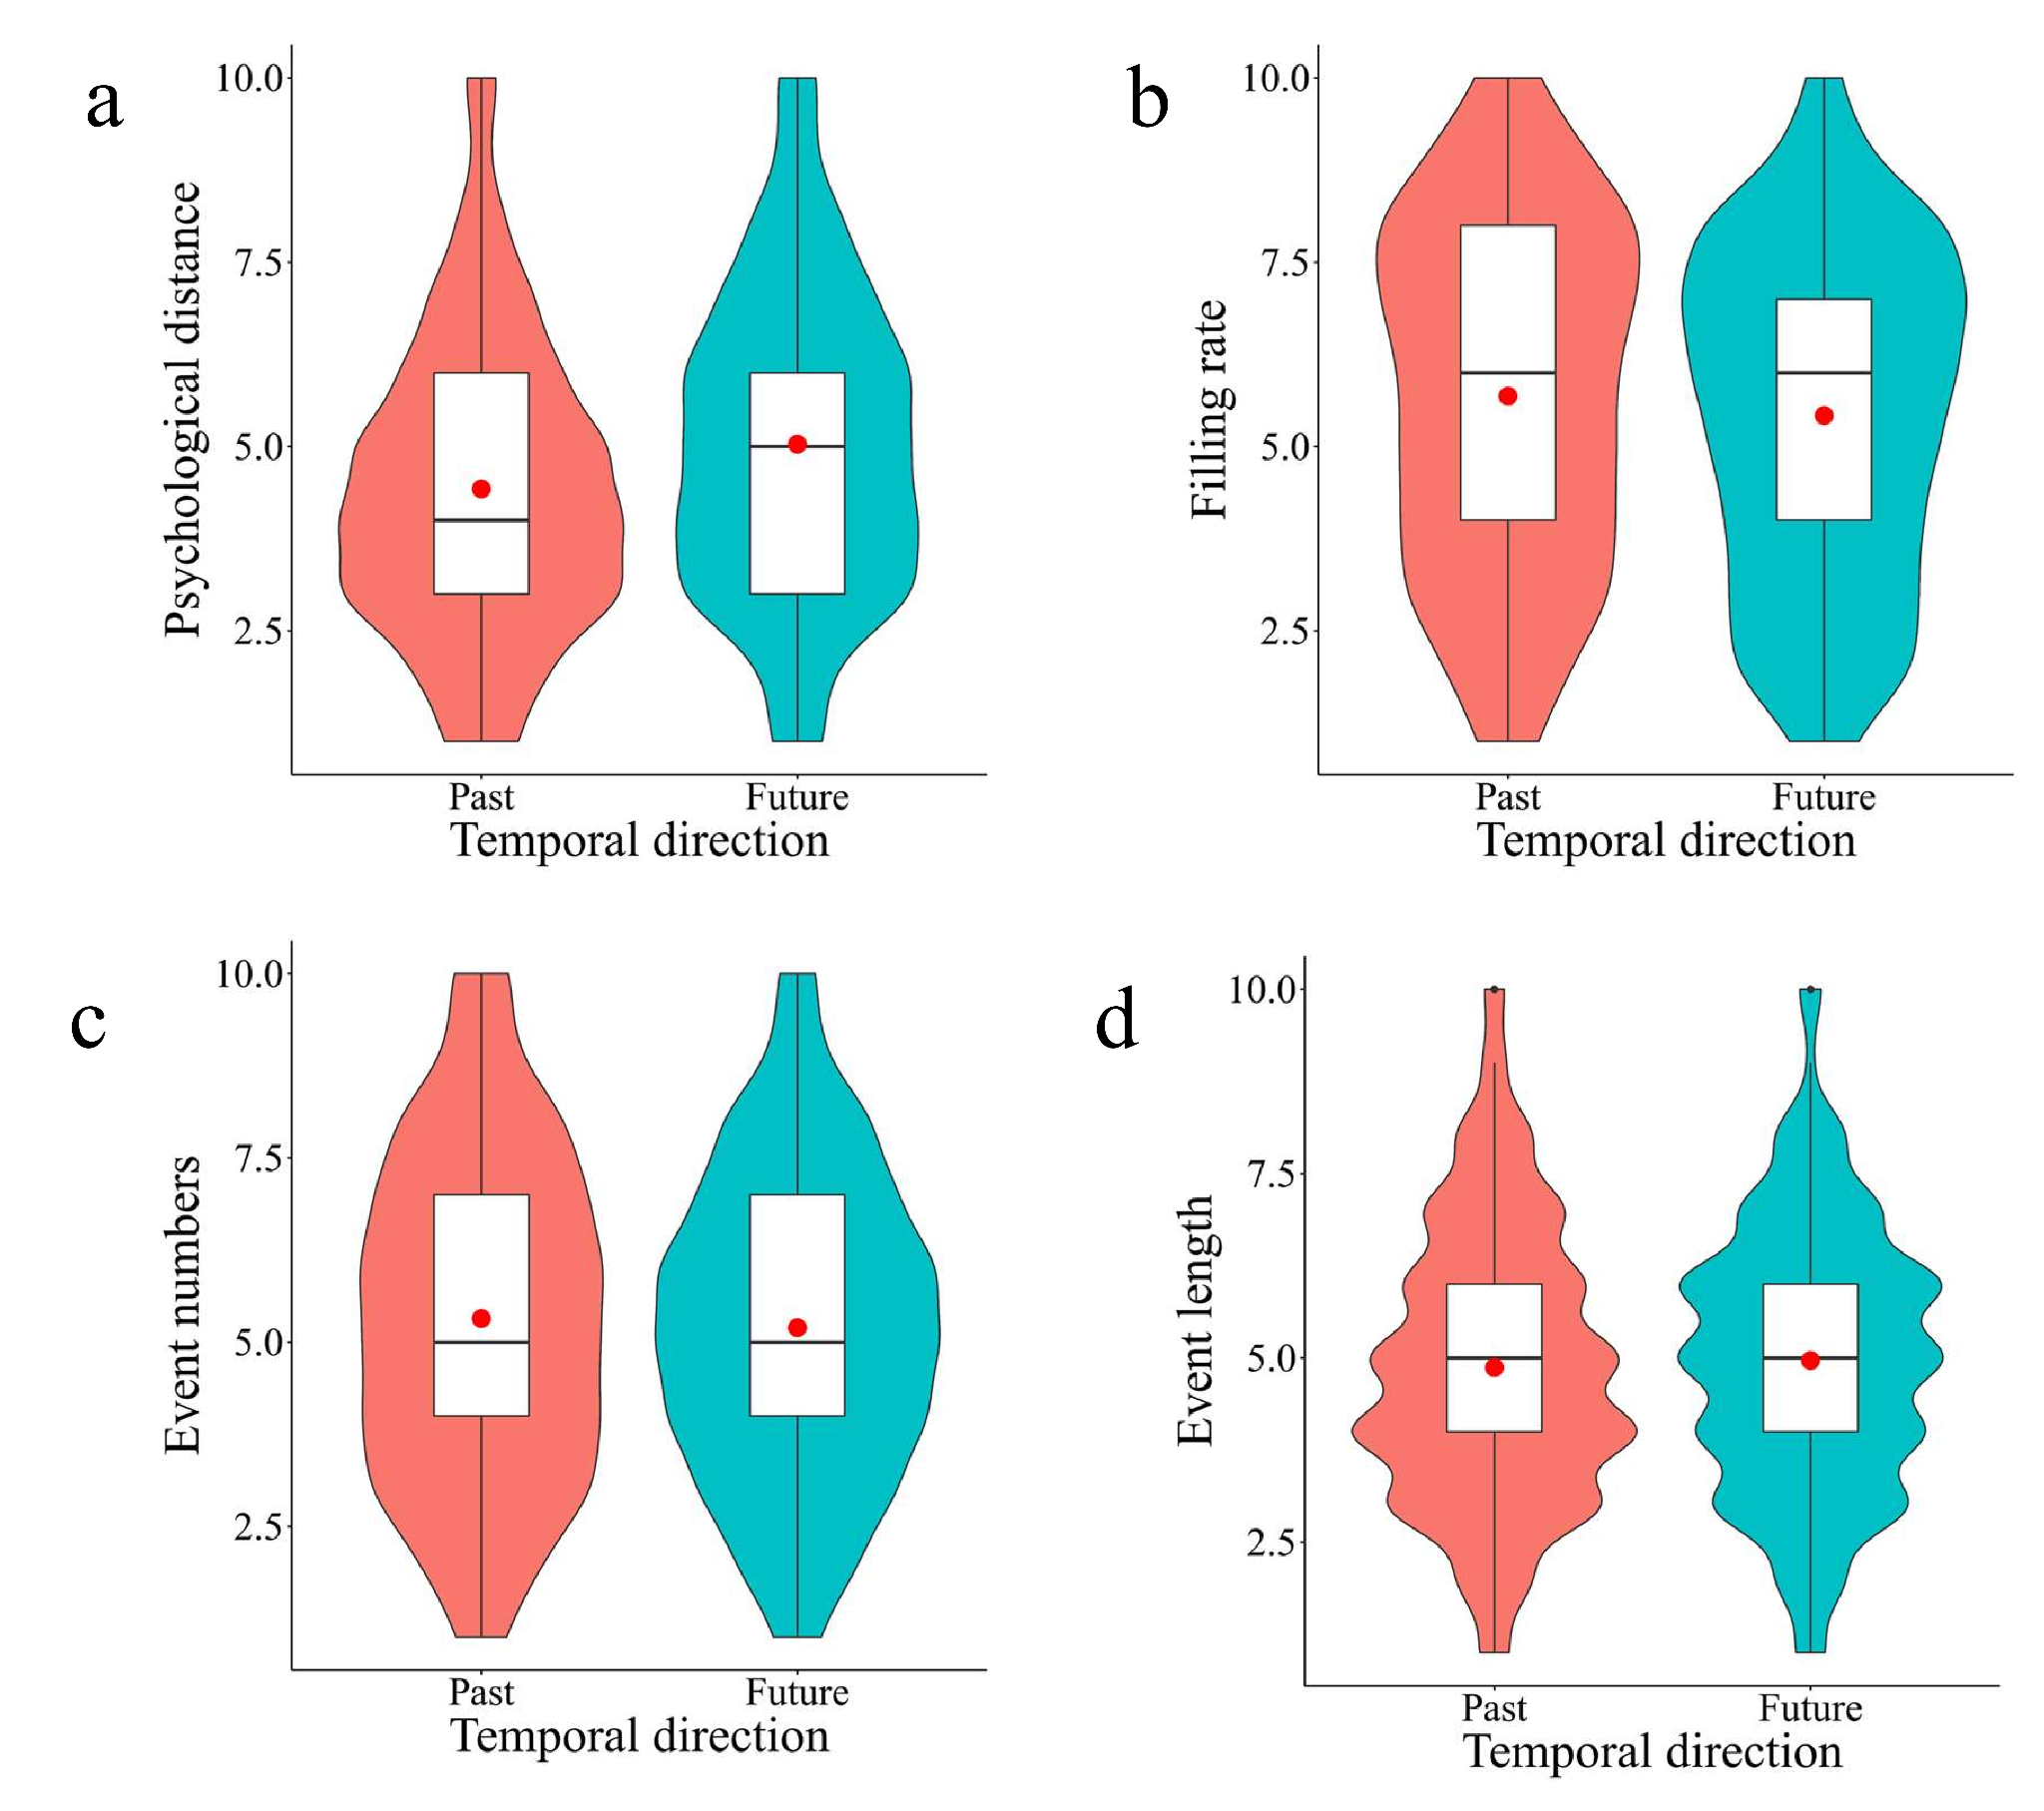 a
10.0
7.5
5.0
2.5
Psychological distance
Past Future
Temporal direction
b
10.0
7.5
5.0
2.5
Filling rate
Past Future
Temporal direction
c
10.0
7.5
5.0
2.5
Event numbers
Past Future
Temporal direction
d
10.0
7.5
5.0
2.5
Event length
Past Future
Temporal direction